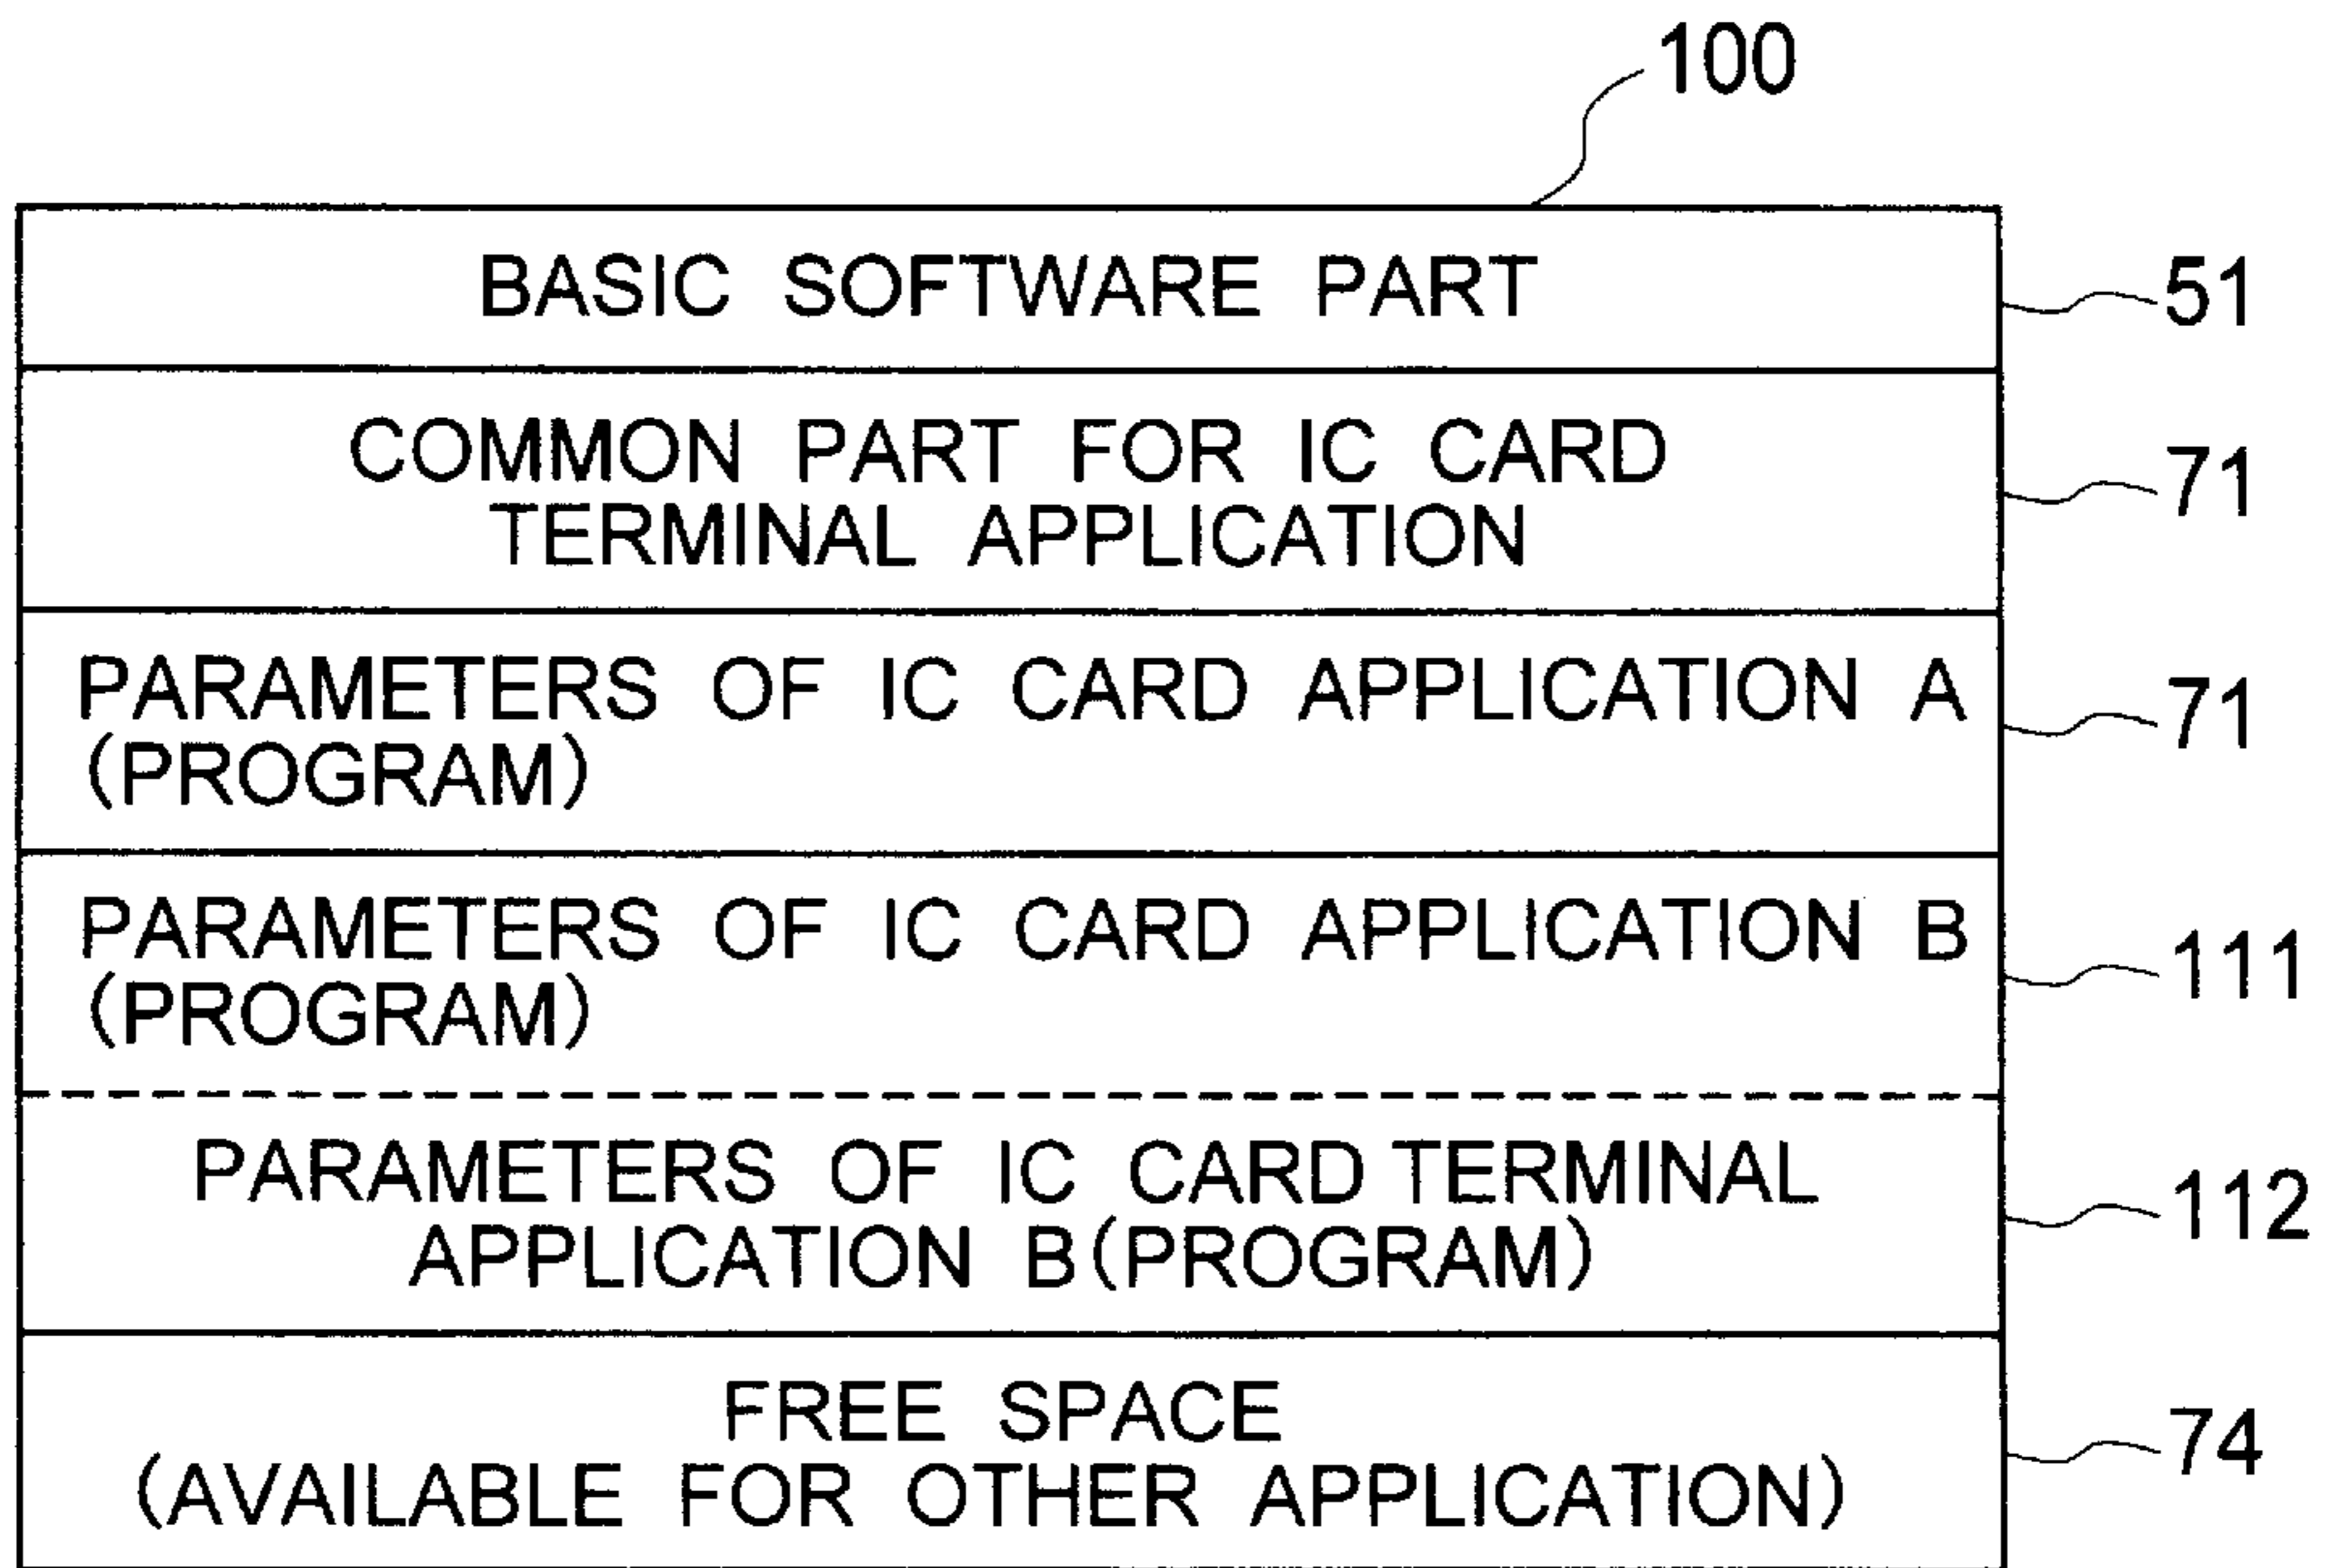 100
BASIC SOFTWARE PART
51
COMMON PART FOR IC CARD
TERMINAL APPLICATION
71
PARAMETERS OF IC CARD APPLICATION A
(PROGRAM)
71
PARAMETERS OF IC CARD APPLICATION B
(PROGRAM)
111
PARAMETERS OF IC CARD TERMINAL
APPLICATION B(PROGRAM)
112
FREE SPACE
(AVAILABLE FOR OTHER APPLICATION)
74